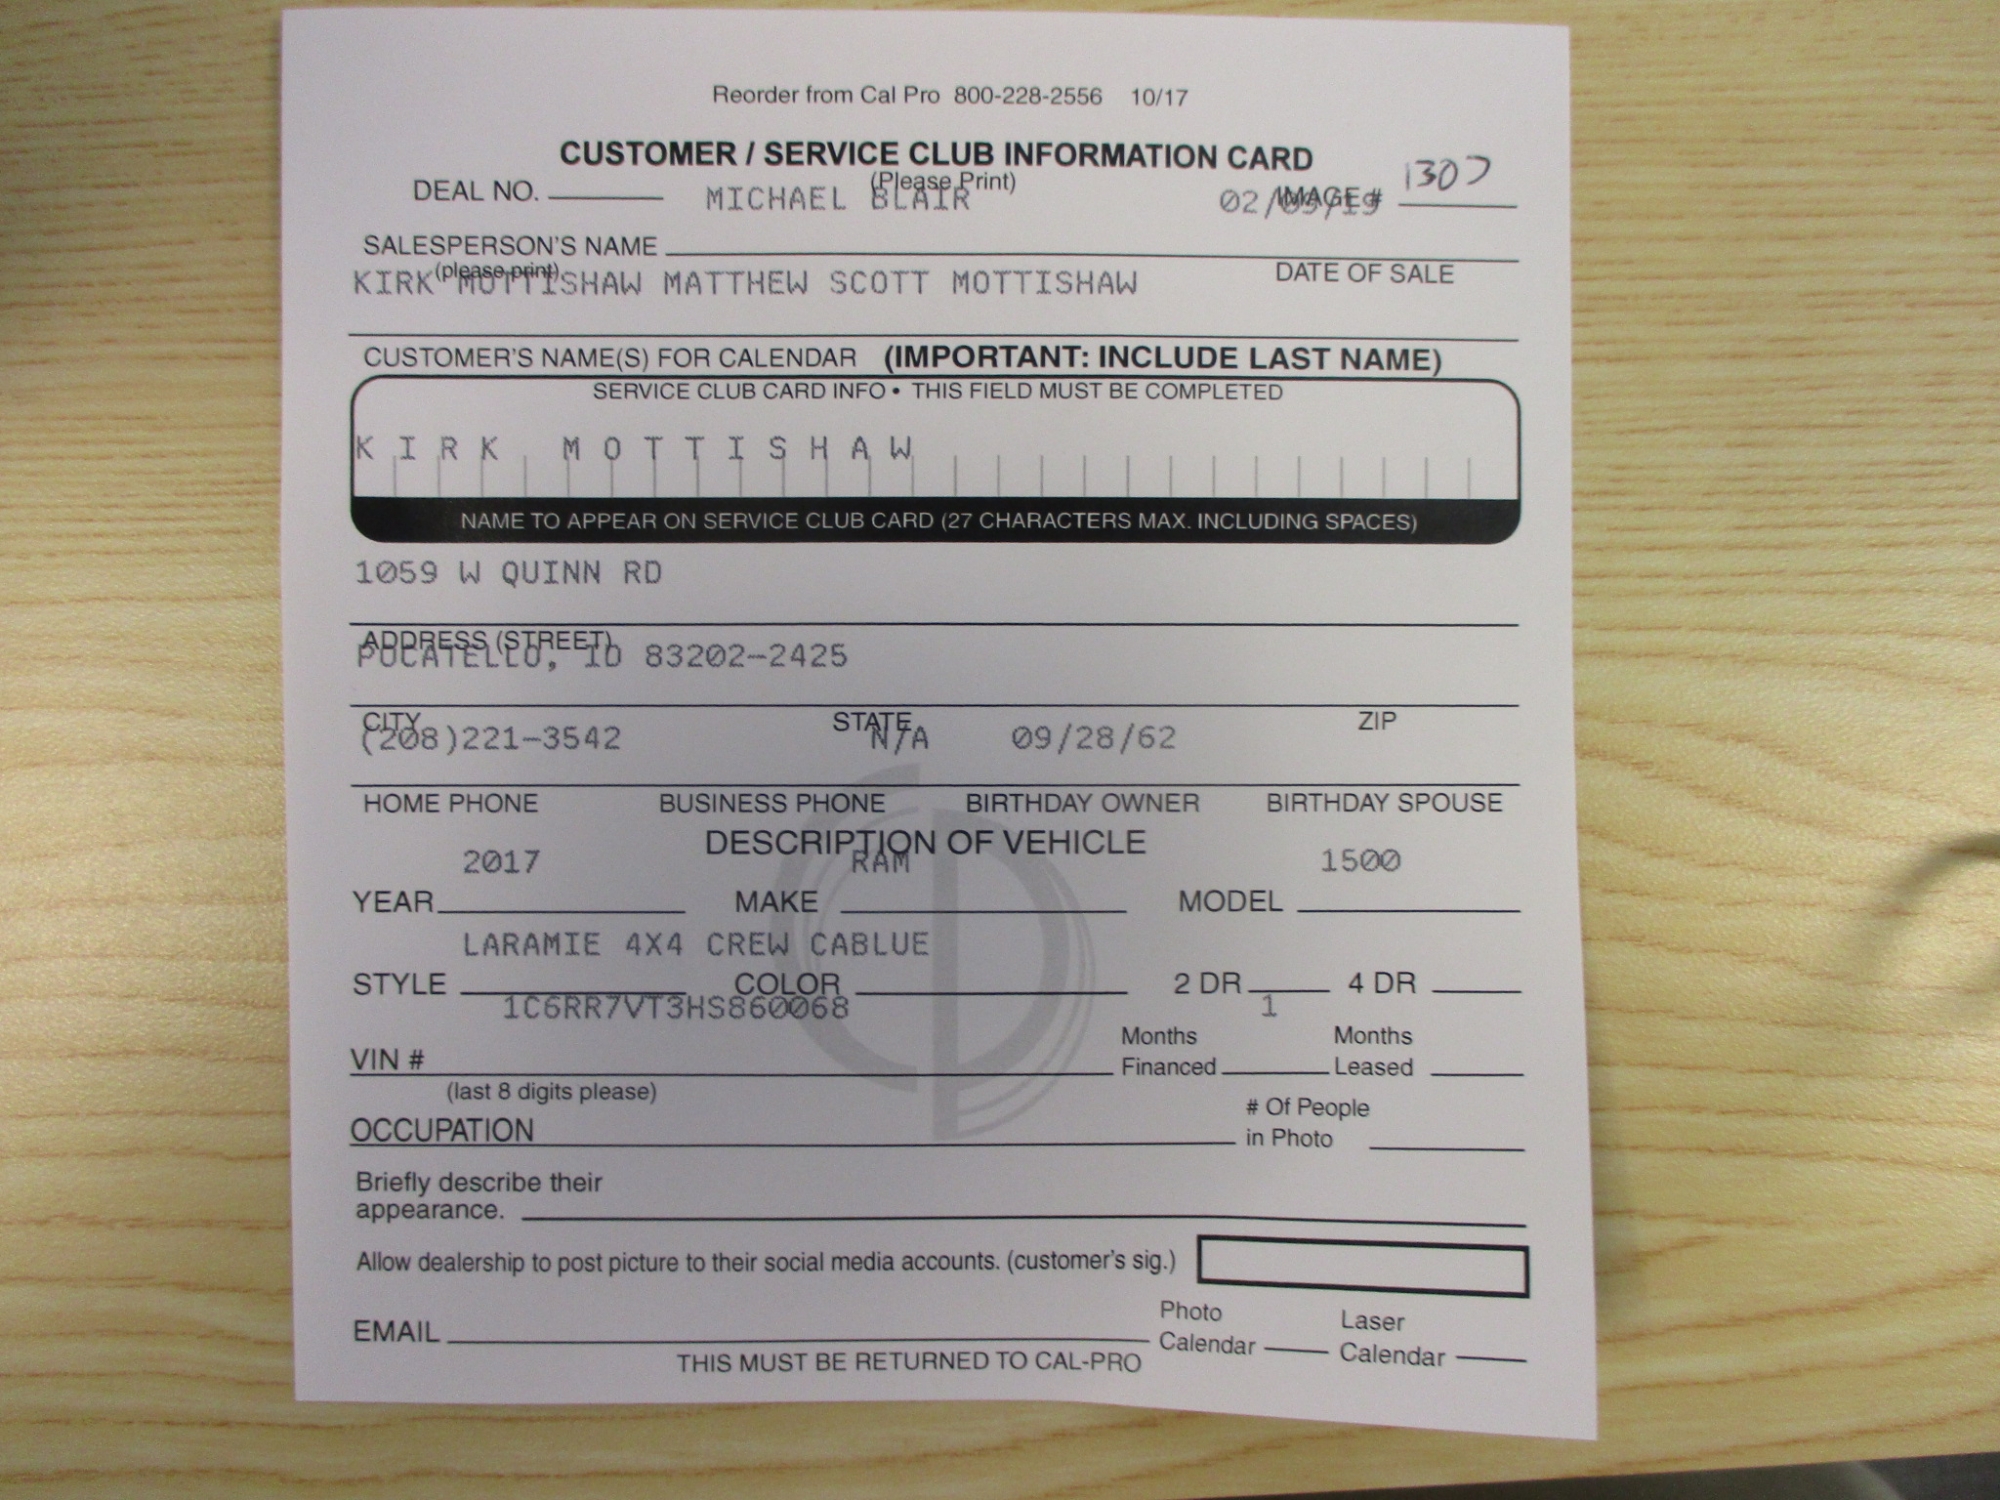 Reorder from Cal Pro 800-228-2556 10/17
CUSTOMER / SERVICE CLUB INFORMATION CARD
(Please Print)
DEAL NO. MICHAEL BLAIR IMAGE # 1307
SALESPERSON'S NAME
(please print) DATE OF SALE
KIRK MOTTISHAW MATTHEW SCOTT MOTTISHAW
CUSTOMER'S NAME(S) FOR CALENDAR (IMPORTANT: INCLUDE LAST NAME)
SERVICE CLUB CARD INFO • THIS FIELD MUST BE COMPLETED
KIRK MOTTISHAW
NAME TO APPEAR ON SERVICE CLUB CARD (27 CHARACTERS MAX. INCLUDING SPACES)
1059 W QUINN RD
ADDRESS (STREET)
POCATELLO, ID 83202-2425
CITY STATE ZIP
(208)221-3542 N/A 09/28/62
HOME PHONE BUSINESS PHONE BIRTHDAY OWNER BIRTHDAY SPOUSE
DESCRIPTION OF VEHICLE
2017 RAM 1500
YEAR MAKE MODEL
LARAMIE 4X4 CREW CABLUE
STYLE COLOR 2 DR 4 DR
1C6RR7VT3HS860068 1
VIN # Months Financed Months Leased
(last 8 digits please)
OCCUPATION # Of People in Photo
Briefly describe their
appearance.
Allow dealership to post picture to their social media accounts. (customer's sig.)
EMAIL Photo Calendar Laser Calendar
THIS MUST BE RETURNED TO CAL-PRO